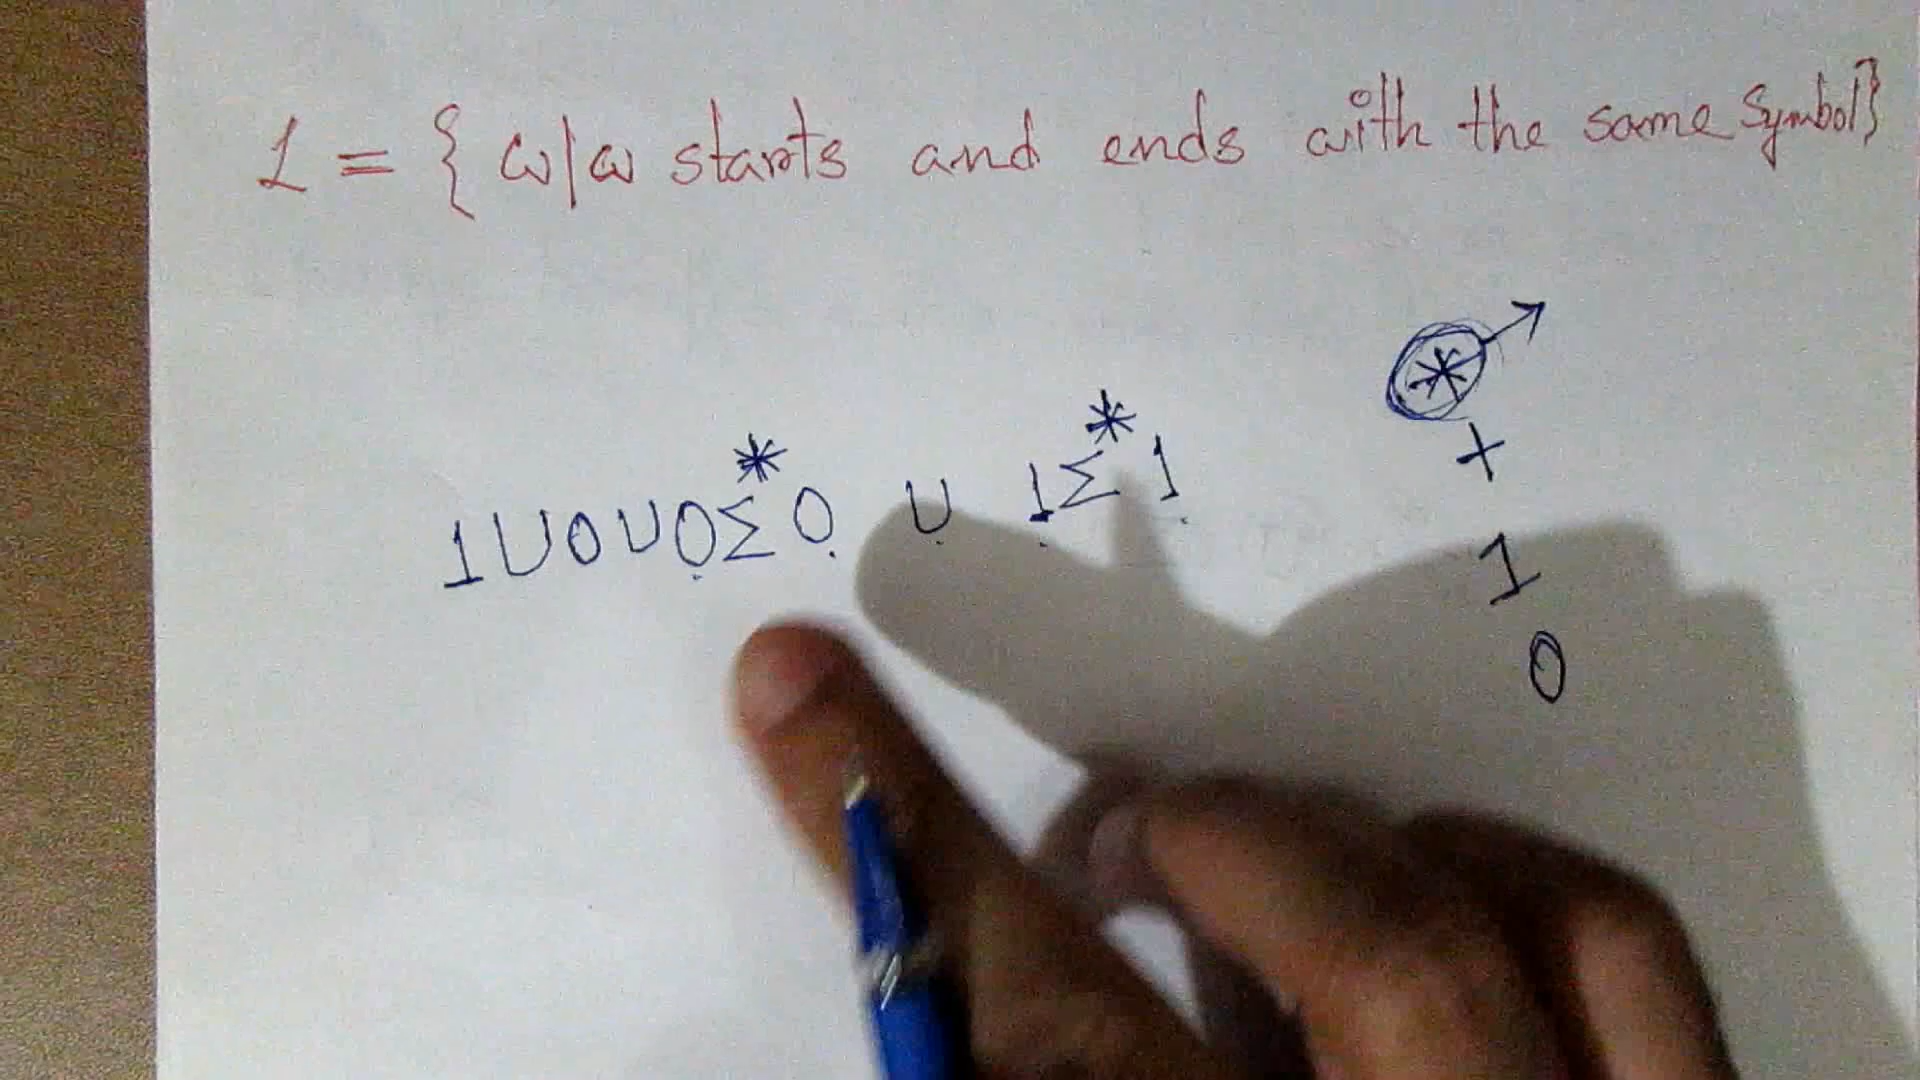 L = { ω/ω starts and ends with the same symbol}
*
+
1 U 0 U 0Σ*0 U 1Σ*1
1
0